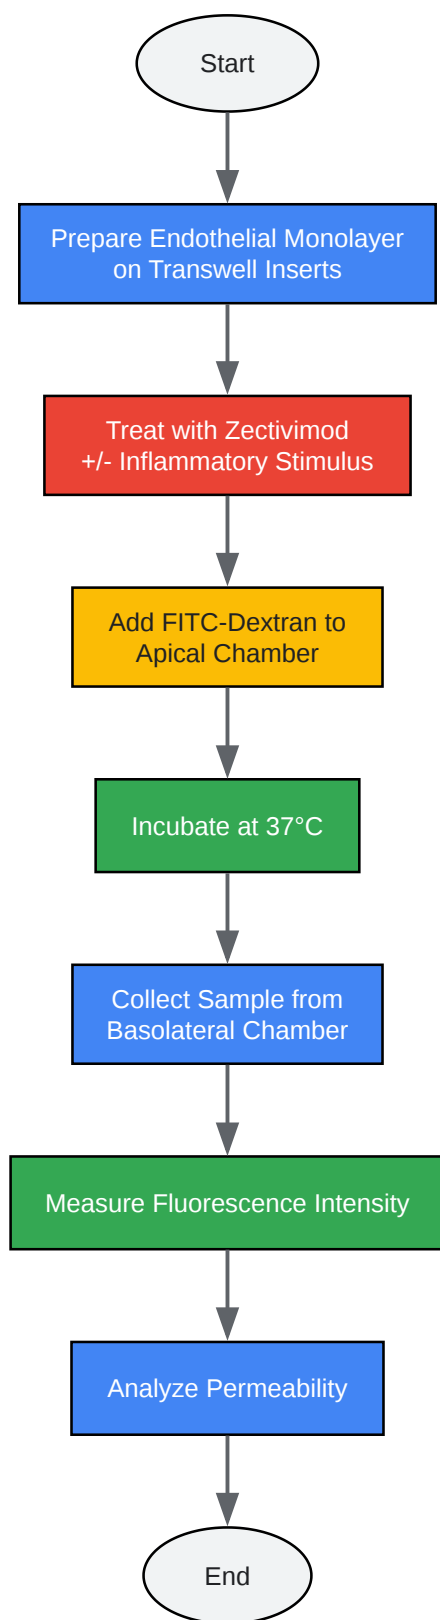 Start
Prepare Endothelial Monolayer
on Transwell Inserts
Treat with Zectivimod
+/- Inflammatory Stimulus
Add FITC-Dextran to
Apical Chamber
Incubate at 37°C
Collect Sample from
Basolateral Chamber
Measure Fluorescence Intensity
Analyze Permeability
End